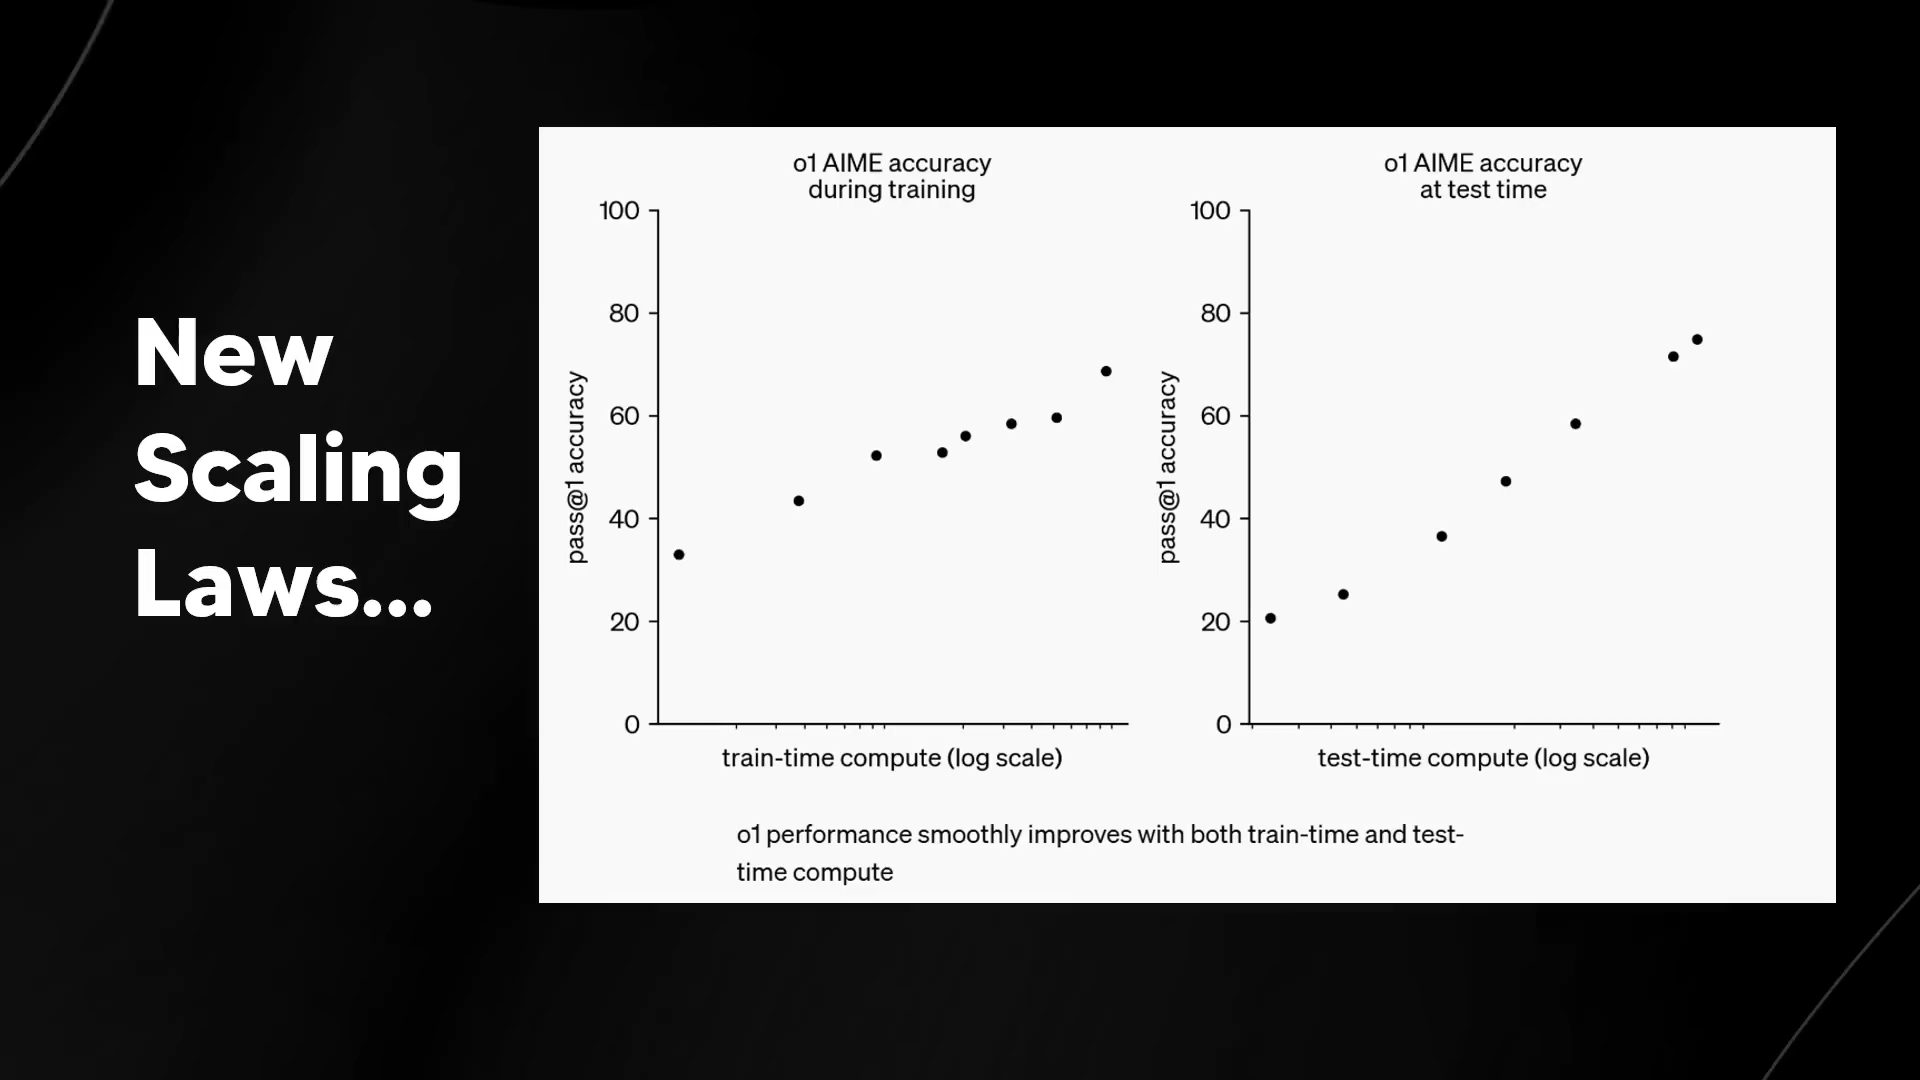 New
Scaling
Laws...
o1 AIME accuracy
during training
100
80
60
40
20
0
pass@1 accuracy
train-time compute (log scale)
o1 AIME accuracy
at test time
100
80
60
40
20
0
pass@1 accuracy
test-time compute (log scale)
o1 performance smoothly improves with both train-time and test-
time compute